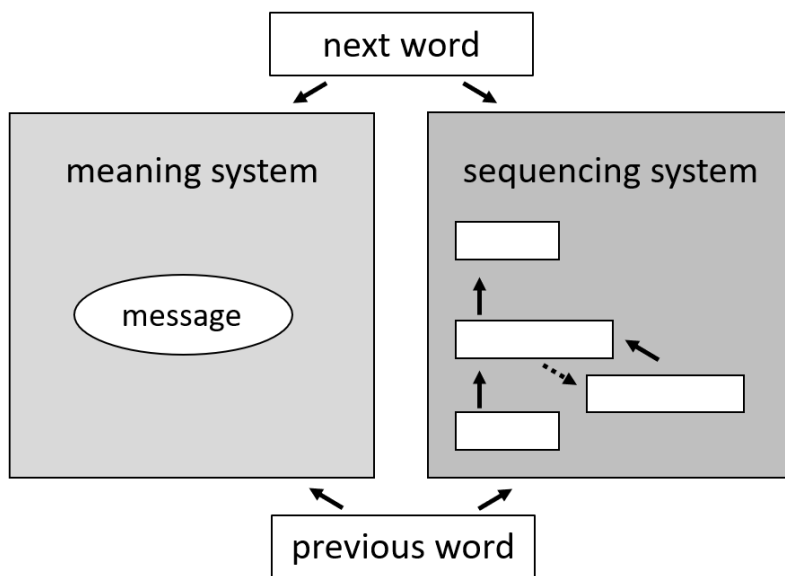 next word
meaning system
sequencing system
message
previous word